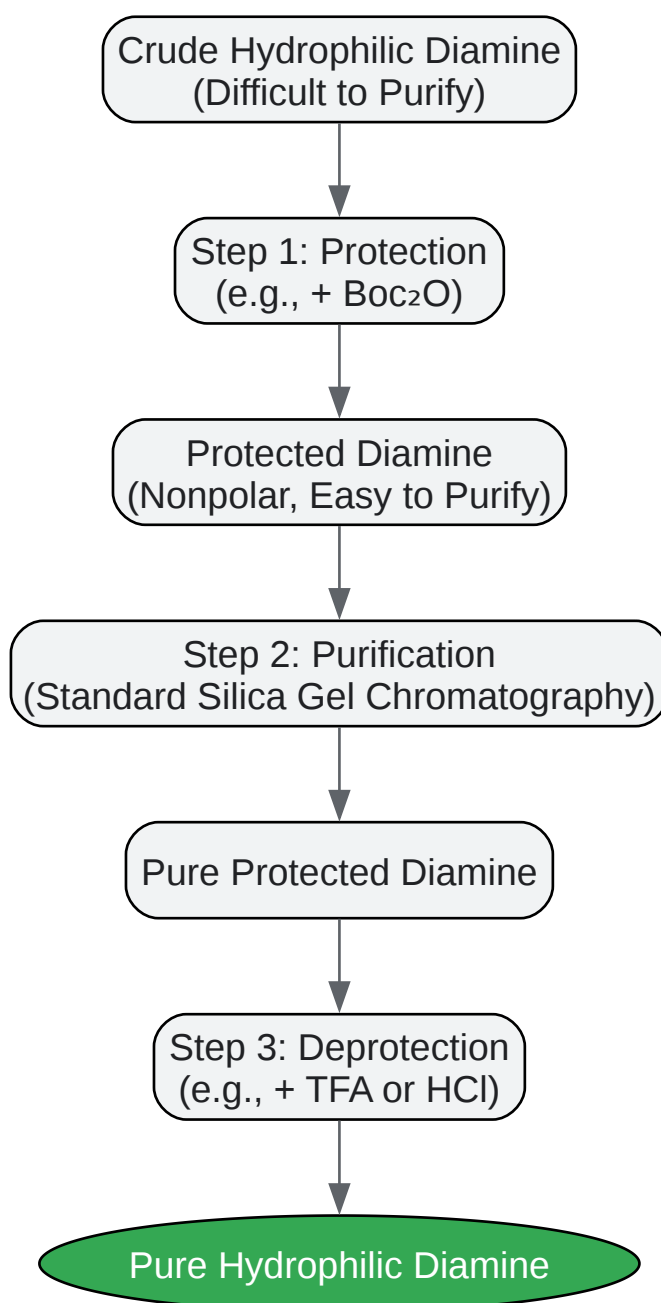 Crude Hydrophilic Diamine
(Difficult to Purify)
Step 1: Protection
(e.g., + Boc₂O)
Protected Diamine
(Nonpolar, Easy to Purify)
Step 2: Purification
(Standard Silica Gel Chromatography)
Pure Protected Diamine
Step 3: Deprotection
(e.g., + TFA or HCl)
Pure Hydrophilic Diamine